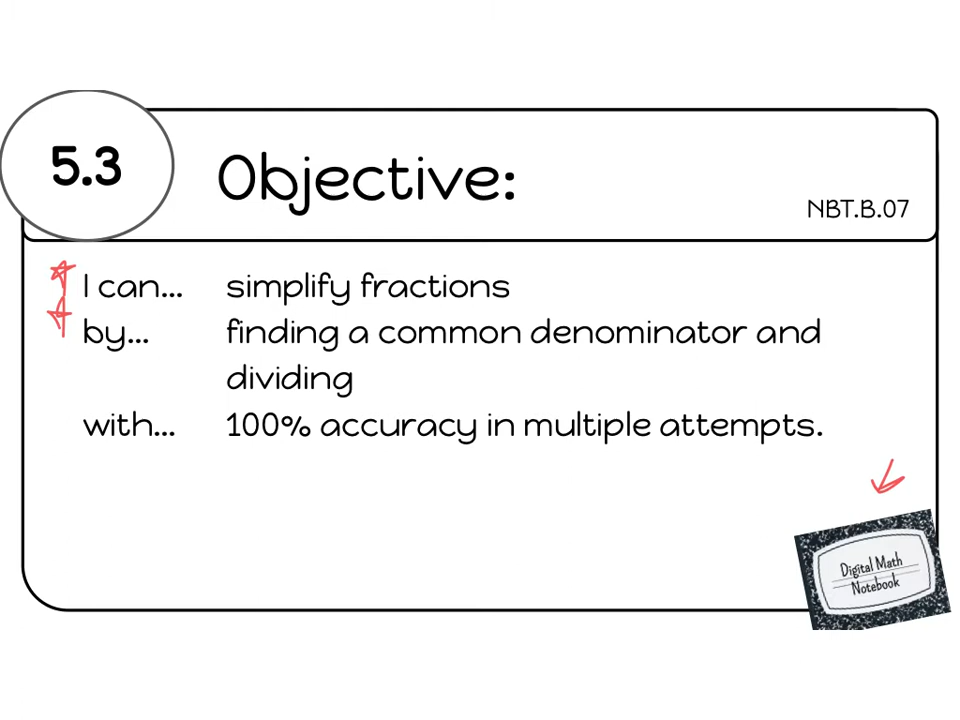 5.3
Objective:
NBT.B.07
I can... simplify fractions
by... finding a common denominator and
dividing
with... 100% accuracy in multiple attempts.
Digital Math
Notebook